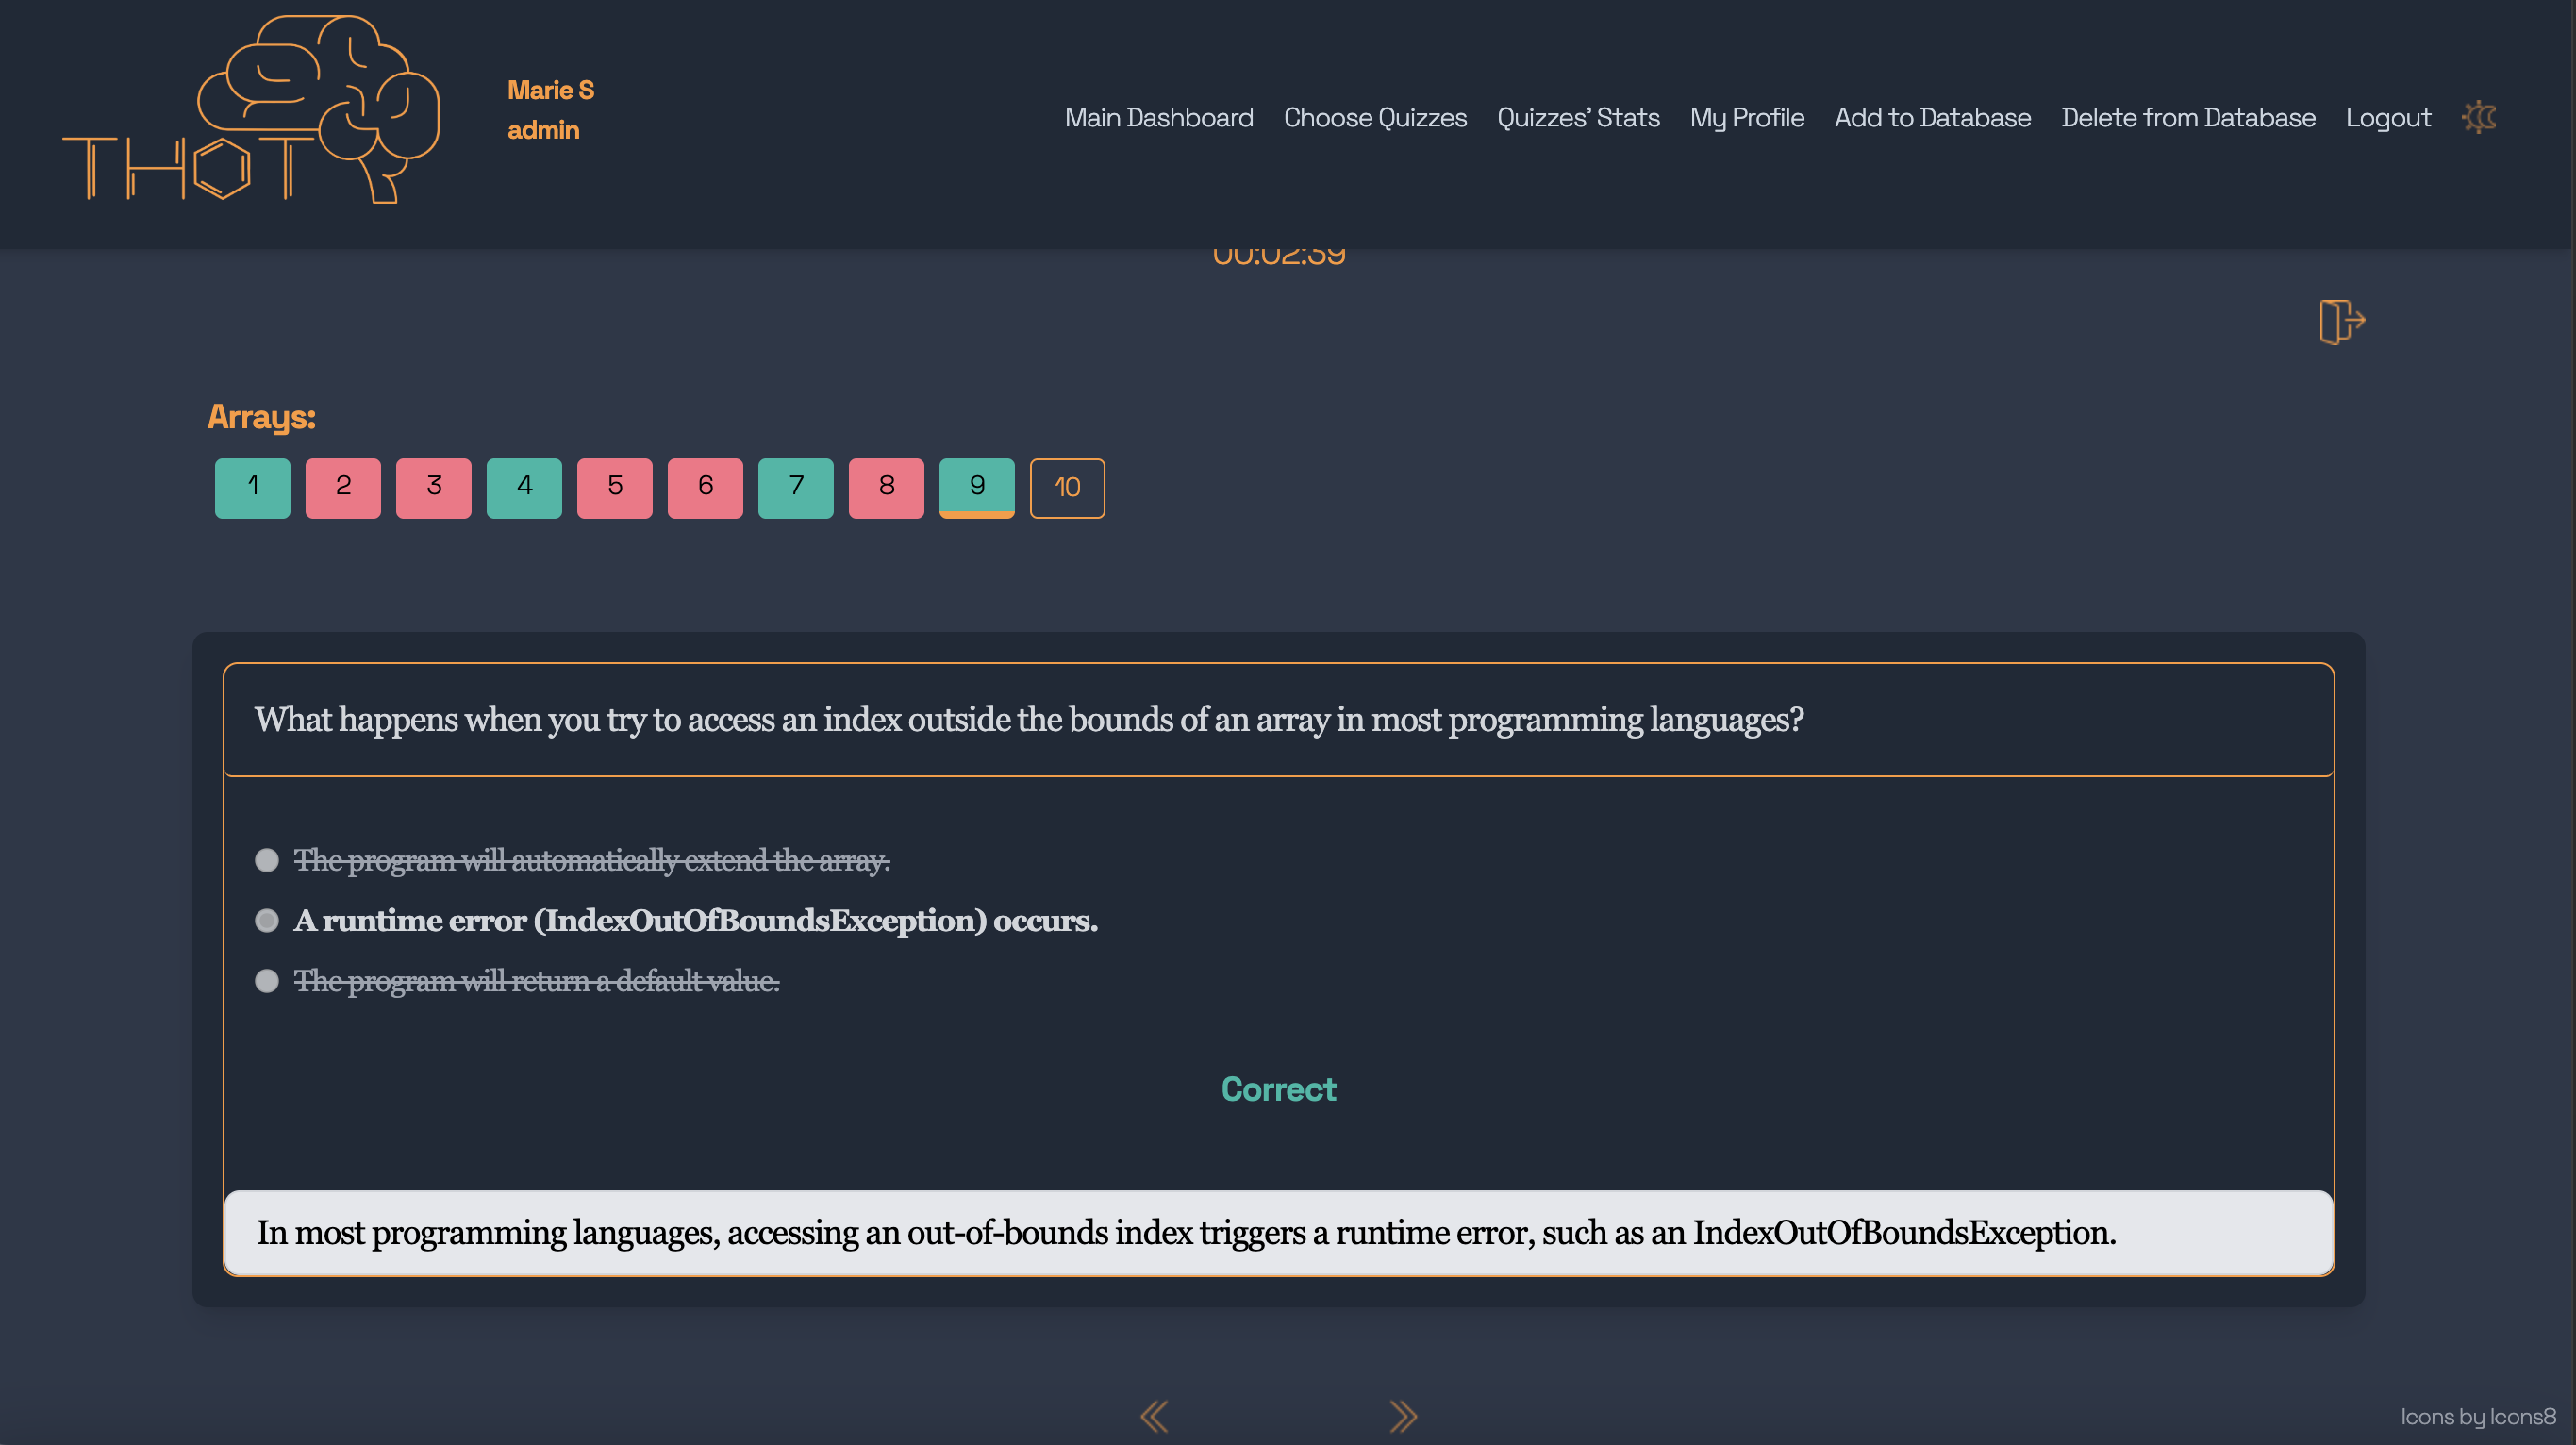 THOT
Marie S
admin
Main Dashboard Choose Quizzes Quizzes' Stats My Profile Add to Database Delete from Database Logout
00:02:39
Arrays:
1 2 3 4 5 6 7 8 9 10
What happens when you try to access an index outside the bounds of an array in most programming languages?
The program will automatically extend the array.
A runtime error (IndexOutOfBoundsException) occurs.
The program will return a default value.
Correct
In most programming languages, accessing an out-of-bounds index triggers a runtime error, such as an IndexOutOfBoundsException.
Icons by Icons8